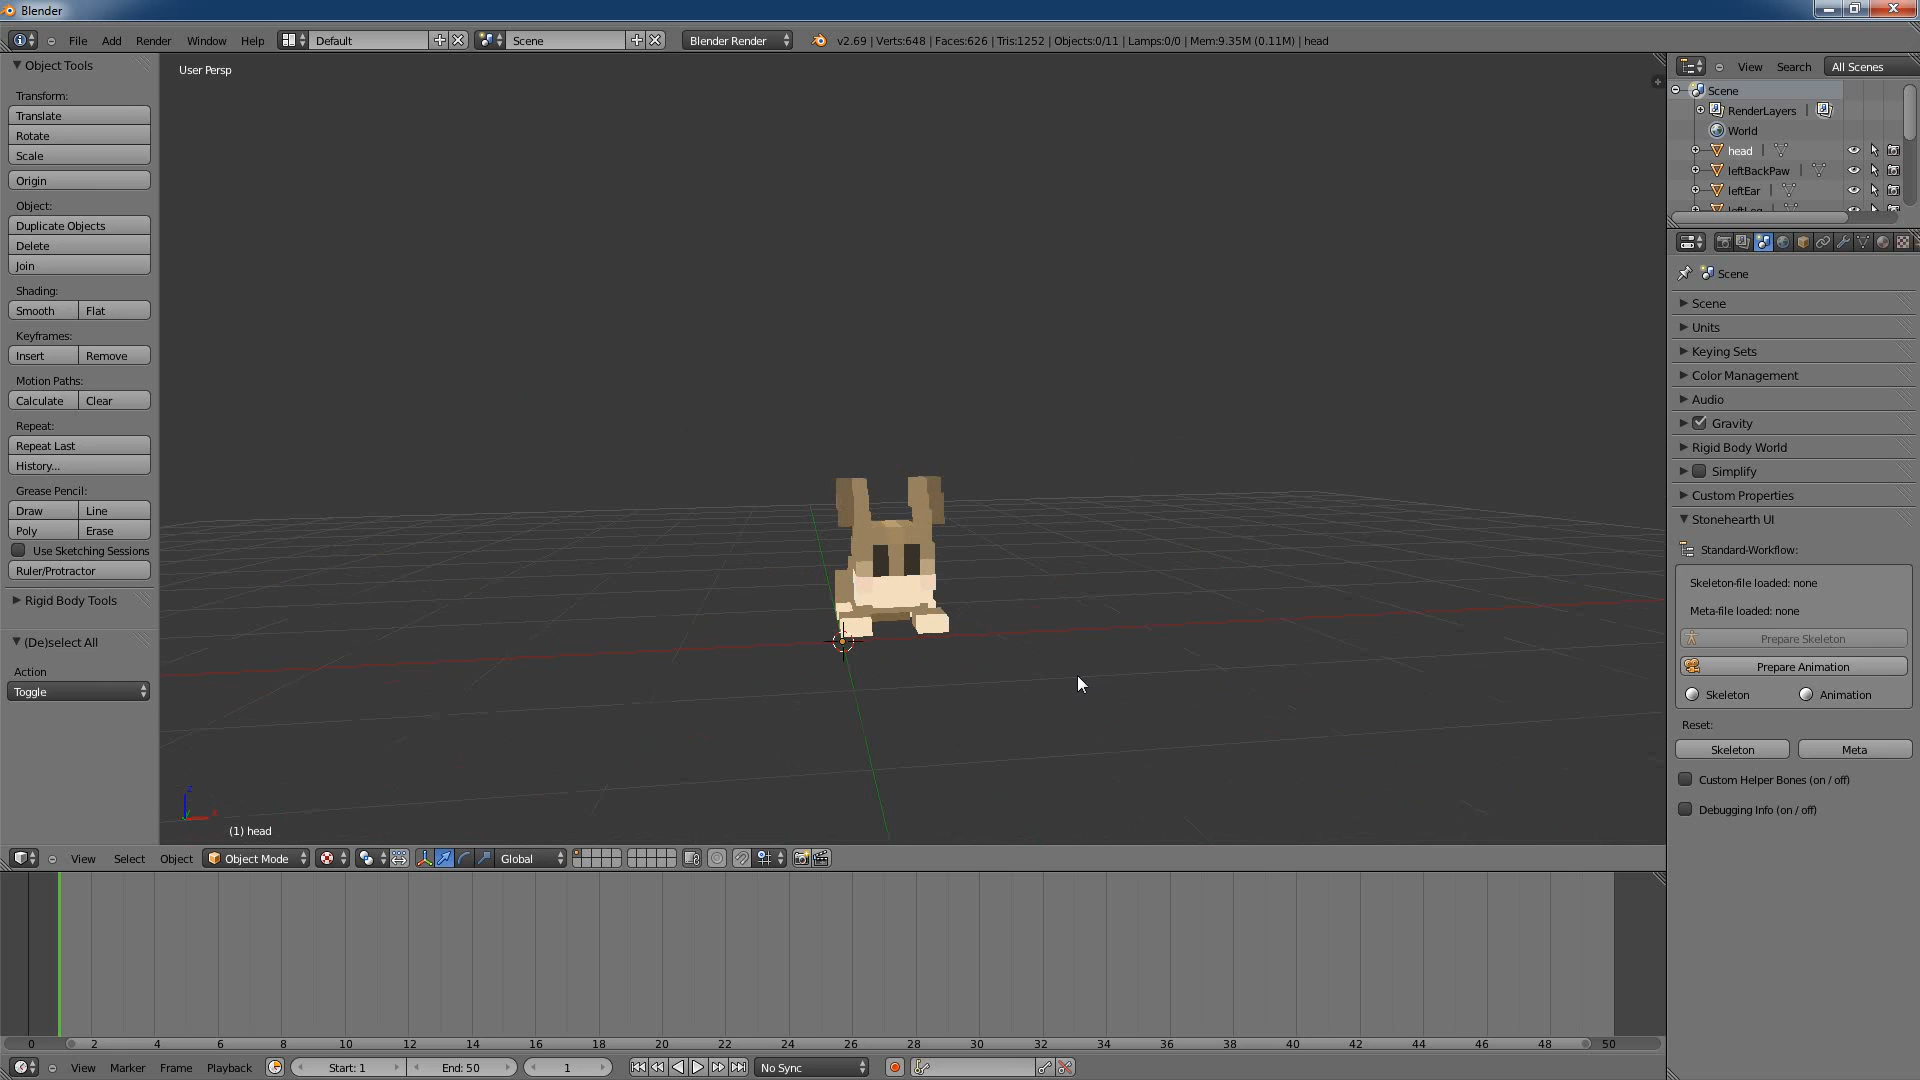 Blender
File Add Render Window Help Default Scene Blender Render v2.69 | Verts:648 | Faces:626 | Tris:1252 | Objects:0/11 | Lamps:0/0 | Mem:9.35M (0.11M) | head
Object Tools
Transform:
Translate
Rotate
Scale
Origin
Object:
Duplicate Objects
Delete
Join
Shading:
Smooth Flat
Keyframes:
Insert Remove
Motion Paths:
Calculate Clear
Repeat:
Repeat Last
History...
Grease Pencil:
Draw Line
Poly Erase
Use Sketching Sessions
Ruler/Protractor
Rigid Body Tools
(De)select All
Action
Toggle
User Persp
(1) head
View Select Object Object Mode Global
0 2 4 6 8 10 12 14 16 18 20 22 24 26 28 30 32 34 36 38 40 42 44 46 48 50
View Marker Frame Playback Start: 1 End: 50 1 No Sync
View Search All Scenes
Scene
RenderLayers
World
head
leftBackPaw
leftEar
Scene
Scene
Units
Keying Sets
Color Management
Audio
Gravity
Rigid Body World
Simplify
Custom Properties
Stonehearth UI
Standard-Workflow:
Skeleton-file loaded: none
Meta-file loaded: none
Prepare Skeleton
Prepare Animation
Skeleton Animation
Reset:
Skeleton Meta
Custom Helper Bones (on / off)
Debugging Info (on / off)